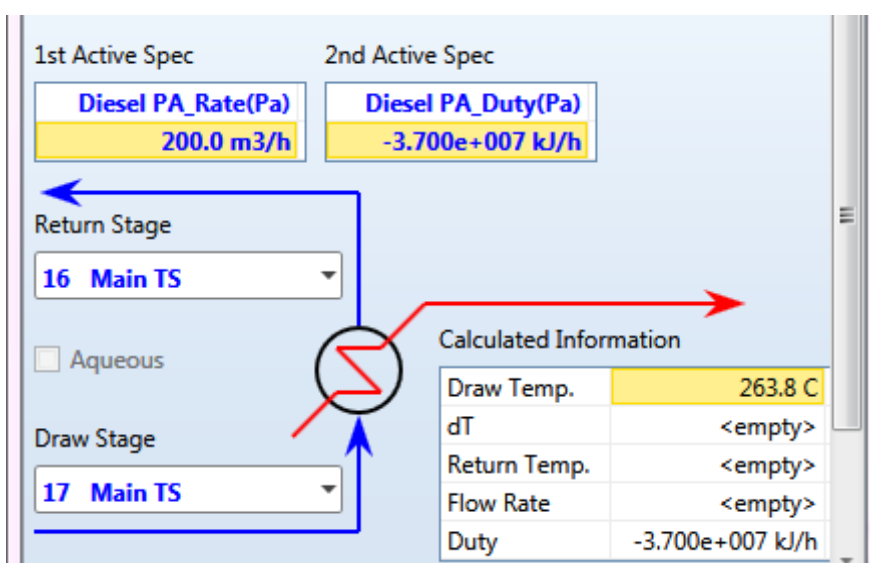 1st Active Spec
2nd Active Spec
Diesel PA_Rate(Pa)
200.0 m3/h
Diesel PA_Duty(Pa)
-3.700e+007 kJ/h
Return Stage
16 Main TS
Aqueous
Draw Stage
17 Main TS
Calculated Information
Draw Temp. 263.8 C
dT <empty>
Return Temp. <empty>
Flow Rate <empty>
Duty -3.700e+007 kJ/h